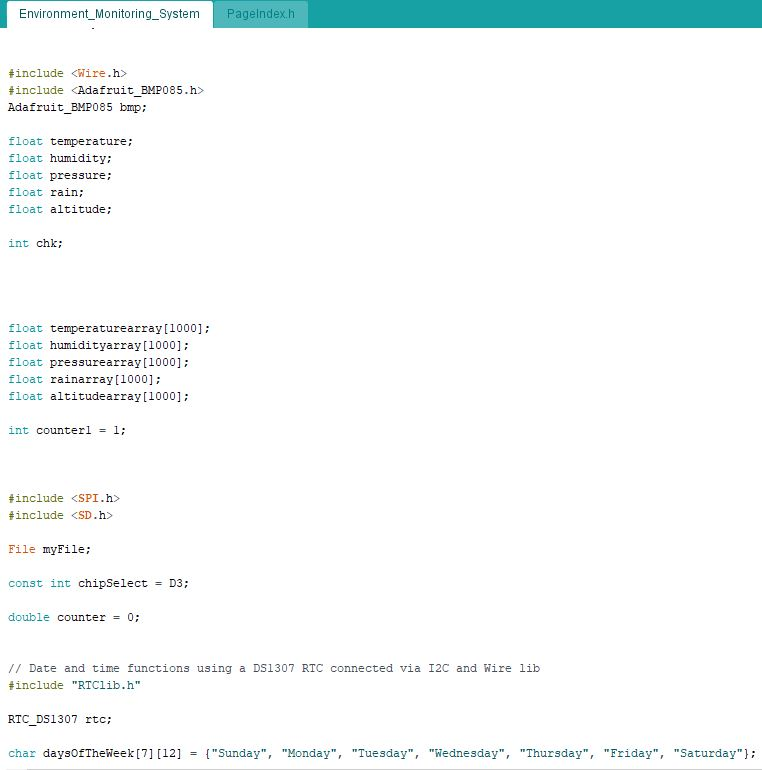 Environment_Monitoring_System
PageIndex.h
#include <Wire.h>
#include <Adafruit_BMP085.h>
Adafruit_BMP085 bmp;
float temperature;
float humidity;
float pressure;
float rain;
float altitude;
int chk;
float temperaturearray[1000];
float humidityarray[1000];
float pressurearray[1000];
float rainarray[1000];
float altitudearray[1000];
int counter1 = 1;
#include <SPI.h>
#include <SD.h>
File myFile;
const int chipSelect = D3;
double counter = 0;
// Date and time functions using a DS1307 RTC connected via I2C and Wire lib
#include "RTClib.h"
RTC_DS1307 rtc;
char daysOfTheWeek[7][12] = {"Sunday", "Monday", "Tuesday", "Wednesday", "Thursday", "Friday", "Saturday"};